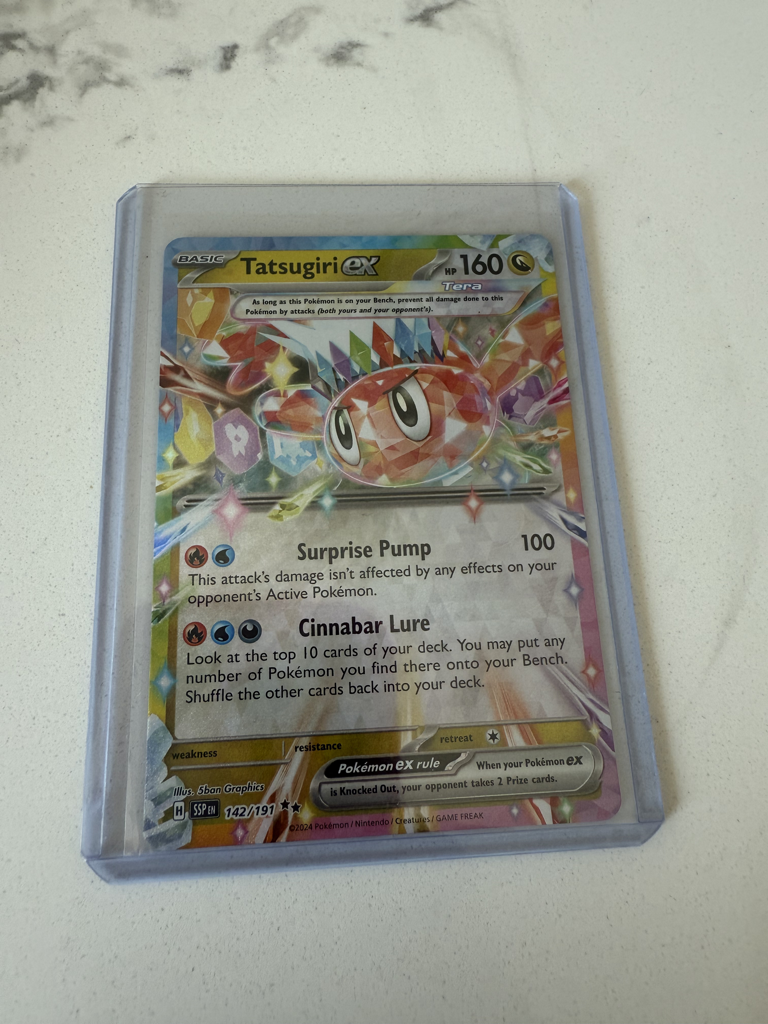 BASIC Tatsugiri ex HP 160
Tera
As long as this Pokémon is on your Bench, prevent all damage done to this
Pokémon by attacks (both yours and your opponent's).
Surprise Pump 100
This attack's damage isn't affected by any effects on your
opponent's Active Pokémon.
Cinnabar Lure
Look at the top 10 cards of your deck. You may put any
number of Pokémon you find there onto your Bench.
Shuffle the other cards back into your deck.
weakness resistance retreat
Pokémon ex rule When your Pokémon ex
is Knocked Out, your opponent takes 2 Prize cards.
Illus. 5ban Graphics
H SSP EN 142/191 ★★
©2024 Pokémon / Nintendo / Creatures / GAME FREAK